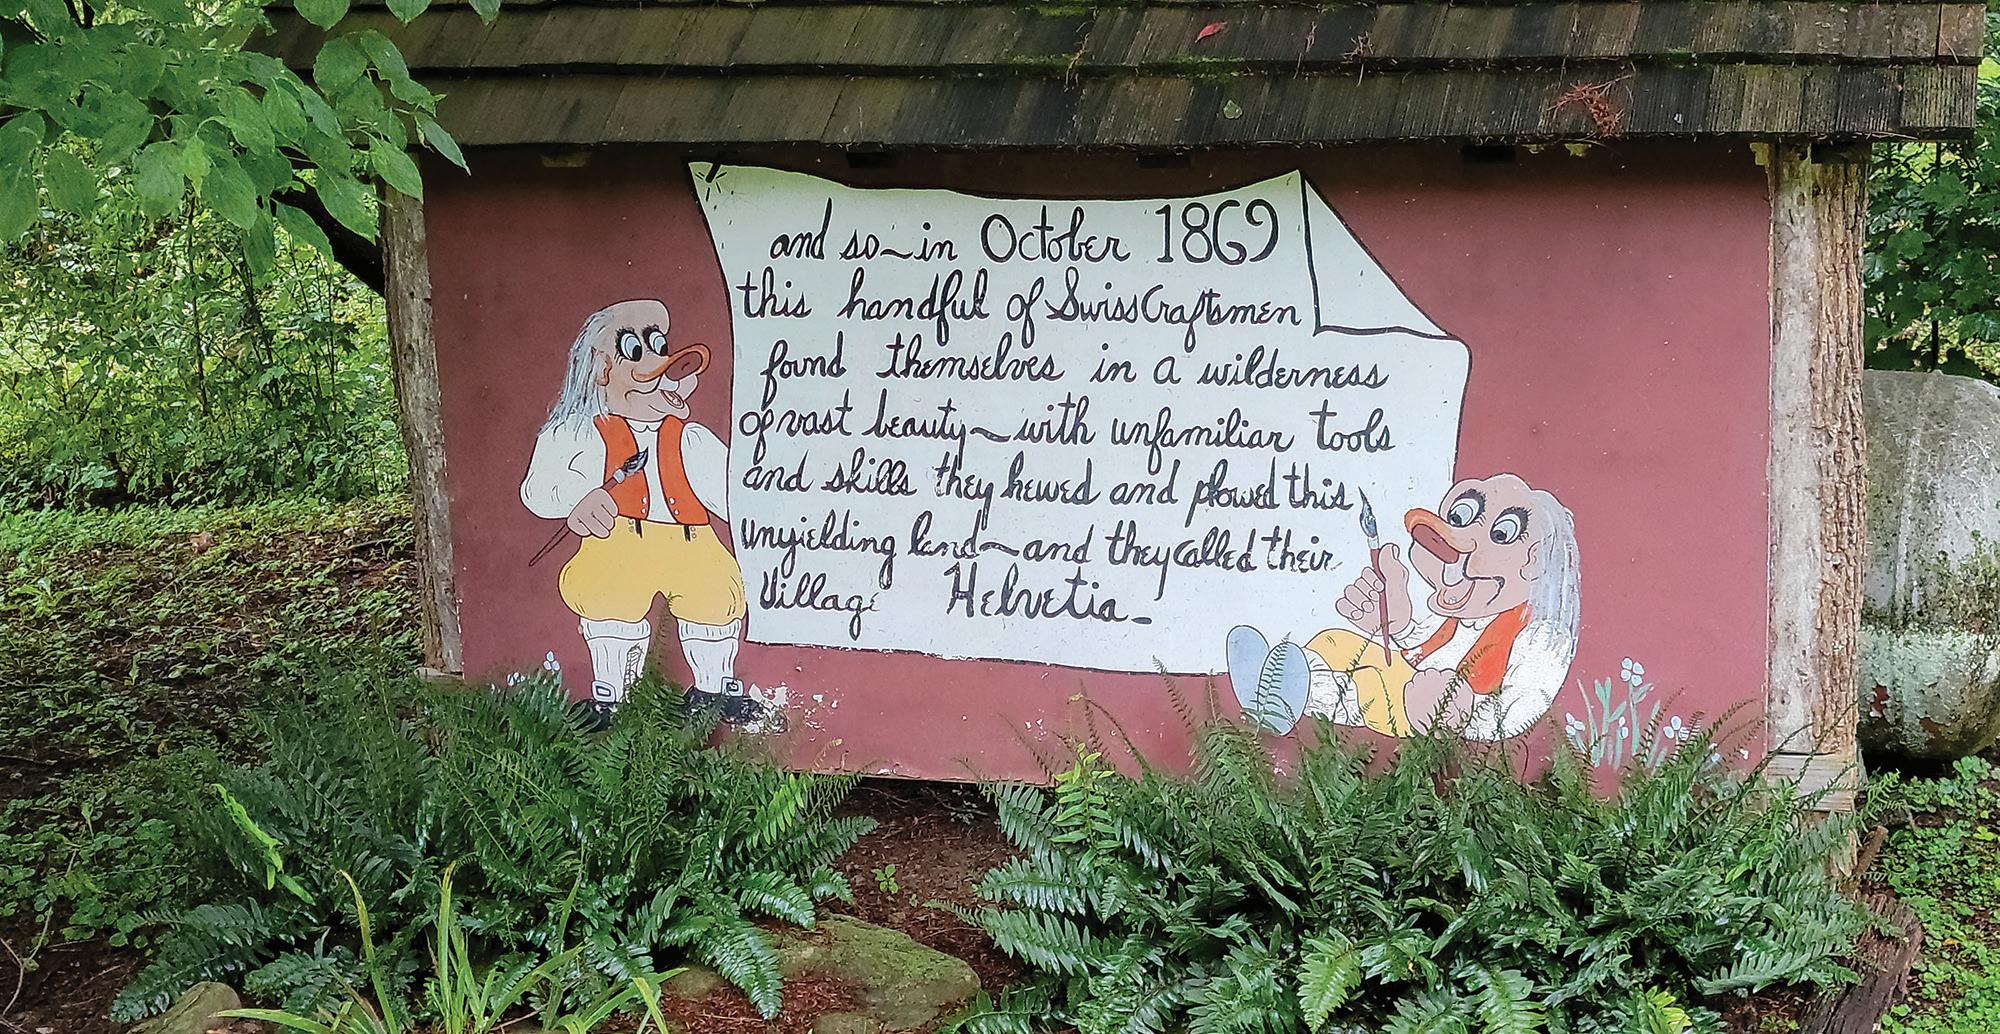 and so~in October 1869
this handful of Swiss Craftsmen
found themselves in a wilderness
of vast beauty~with unfamiliar tools
and skills they hewed and plowed this
unyielding land~and they called their
Village Helvetia_